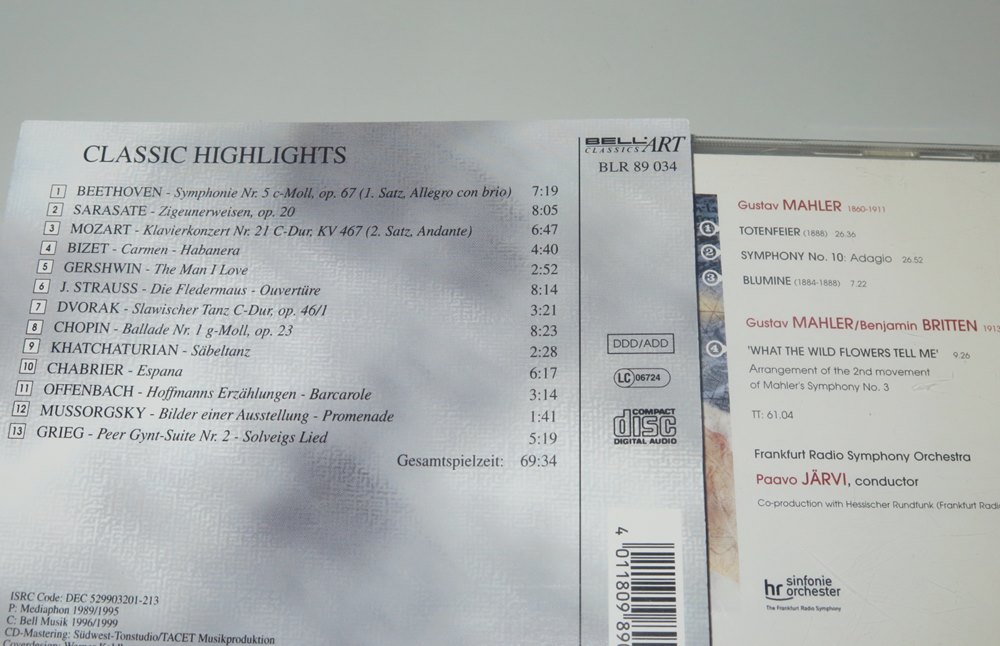 CLASSIC HIGHLIGHTS
1 BEETHOVEN - Symphonie Nr. 5 c-Moll, op. 67 (1. Satz, Allegro con brio) 7:19
2 SARASATE - Zigeunerweisen, op. 20 8:05
3 MOZART - Klavierkonzert Nr. 21 C-Dur, KV 467 (2. Satz, Andante) 6:47
4 BIZET - Carmen - Habanera 4:40
5 GERSHWIN - The Man I Love 2:52
6 J. STRAUSS - Die Fledermaus - Ouvertüre 8:14
7 DVORAK - Slawischer Tanz C-Dur, op. 46/1 3:21
8 CHOPIN - Ballade Nr. 1 g-Moll, op. 23 8:23
9 KHATCHATURIAN - Säbeltanz 2:28
10 CHABRIER - Espana 6:17
11 OFFENBACH - Hoffmanns Erzählungen - Barcarole 3:14
12 MUSSORGSKY - Bilder einer Ausstellung - Promenade 1:41
13 GRIEG - Peer Gynt-Suite Nr. 2 - Solveigs Lied 5:19
Gesamtspielzeit: 69:34
ISRC Code: DEC 529903201-213
P: Mediaphon 1989/1995
C: Bell Musik 1996/1999
CD-Mastering: Südwest-Tonstudio/TACET Musikproduktion
BELL ART
CLASSICS
BLR 89 034
DDD/ADD
LC 06724
COMPACT
disc
DIGITAL AUDIO
4 011809 890
Gustav MAHLER 1860-1911
1 TOTENFEIER (1888) 26.36
2 SYMPHONY No. 10: Adagio 26.52
3 BLUMINE (1884-1888) 7.22
Gustav MAHLER/Benjamin BRITTEN 1913
4 'WHAT THE WILD FLOWERS TELL ME' 9.26
Arrangement of the 2nd movement
of Mahler's Symphony No. 3
TT: 61.04
Frankfurt Radio Symphony Orchestra
Paavo JÄRVI, conductor
Co-production with Hessischer Rundfunk (Frankfurt Radi
hr sinfonie
orchester
The Frankfurt Radio Symphony